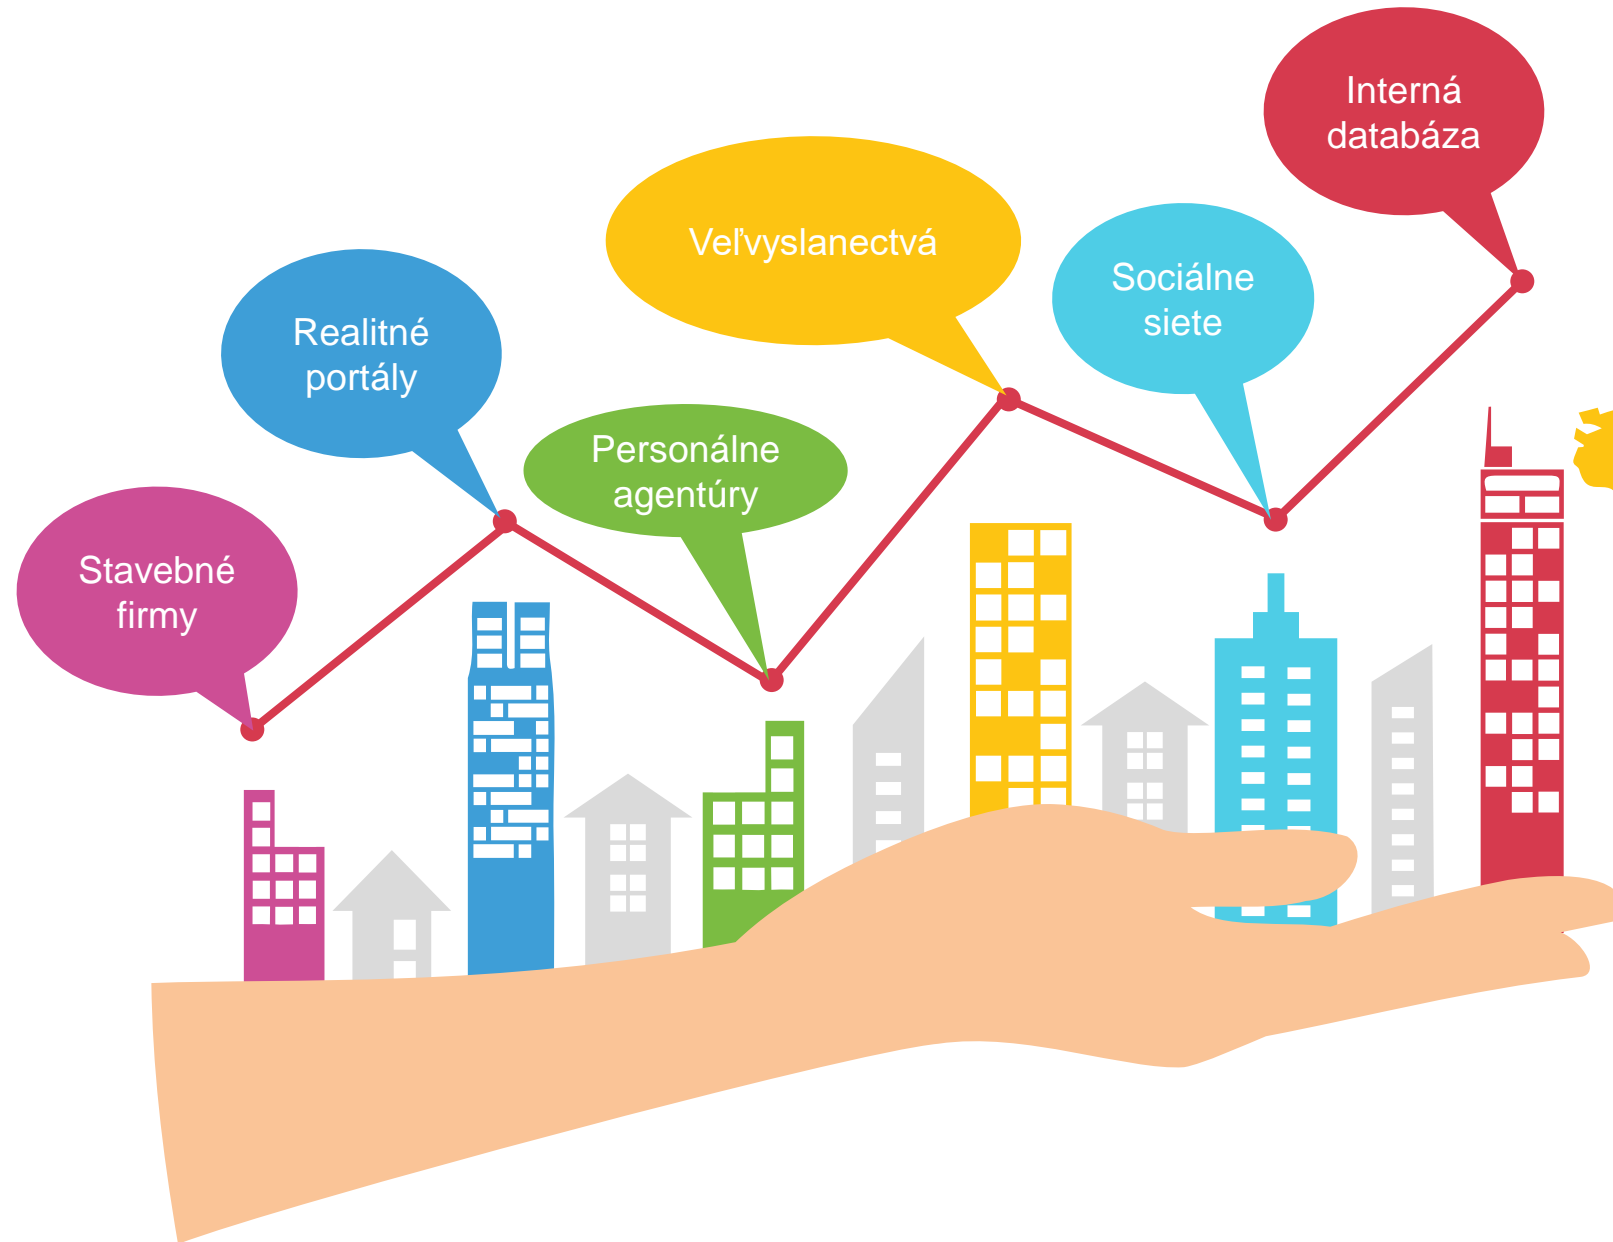 Stavebné
firmy
Realitné
portály
Personálne
agentúry
Veľvyslanectvá
Sociálne
siete
Interná
databáza